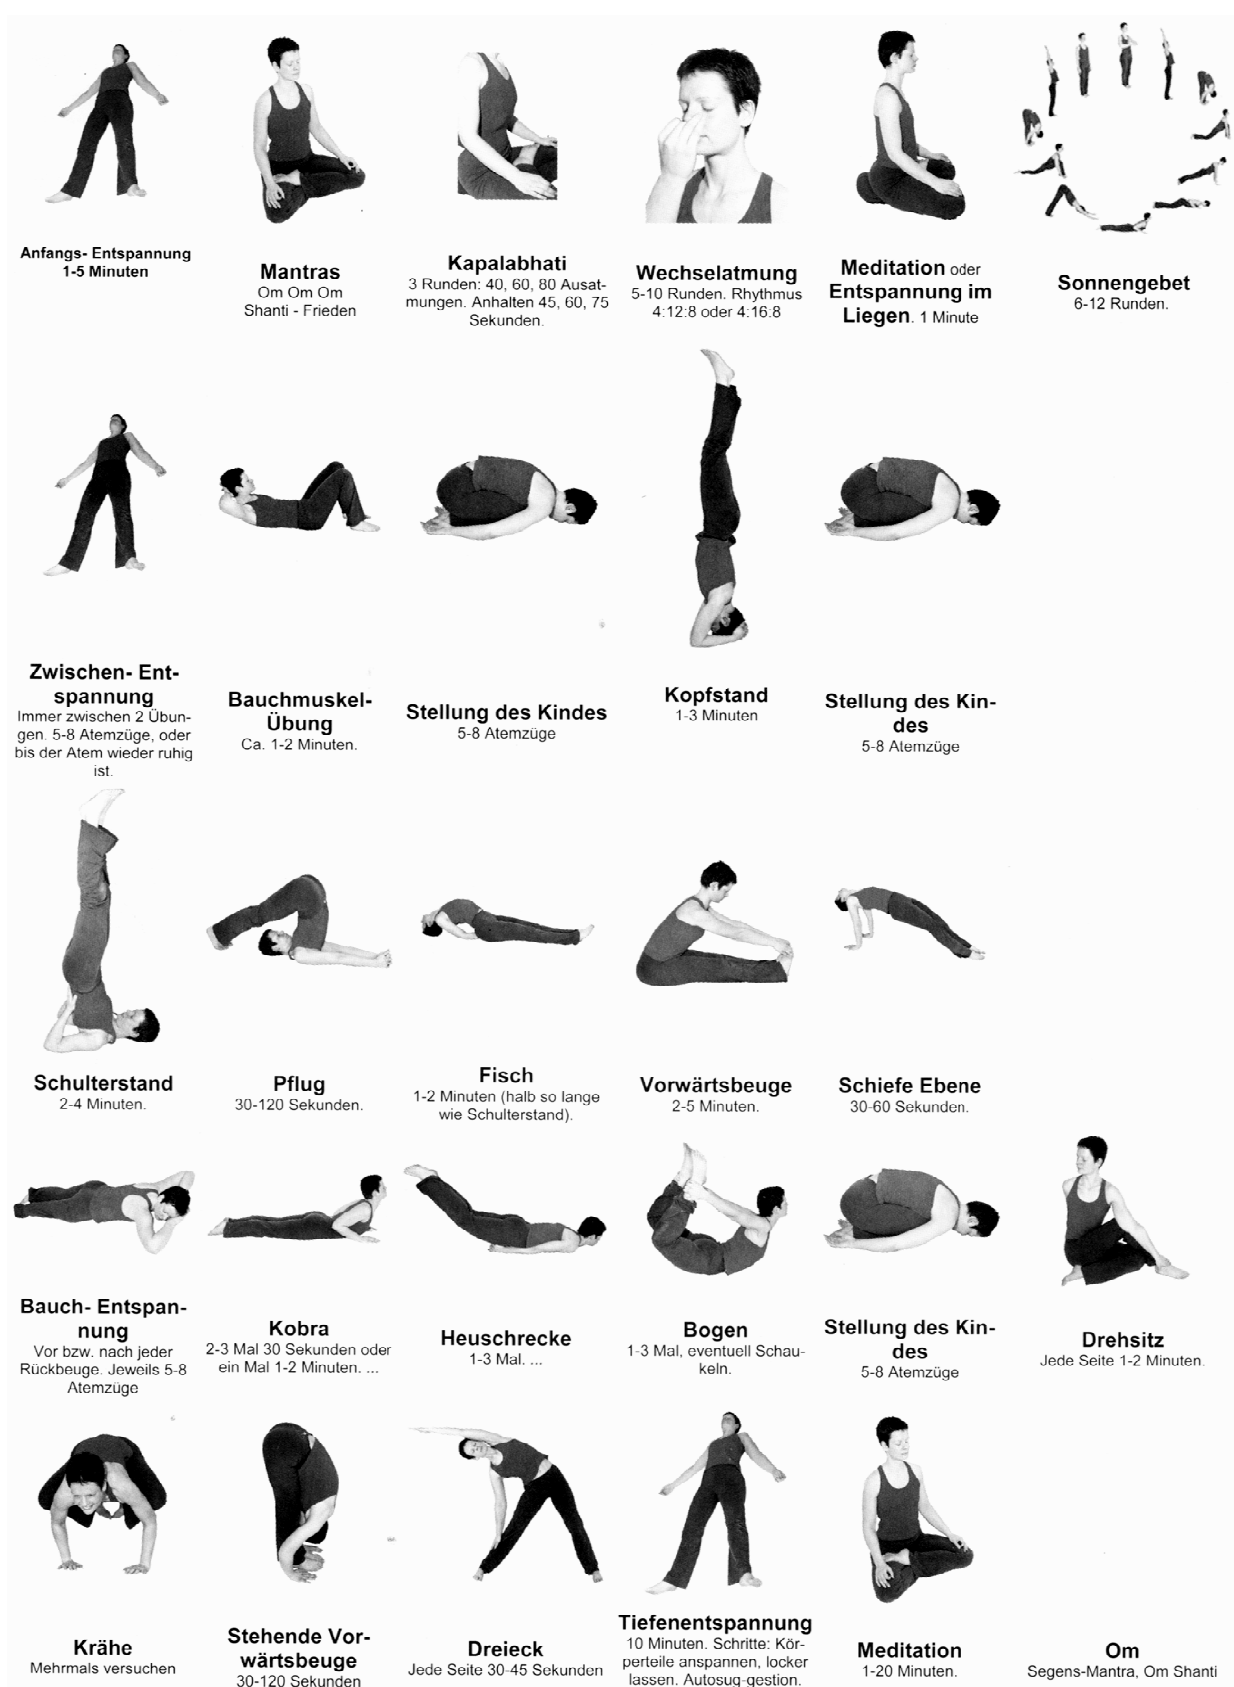 Anfangs- Entspannung
1-5 Minuten
Mantras
Om Om Om
Shanti - Frieden
Kapalabhati
3 Runden: 40, 60, 80 Ausat-
mungen. Anhalten 45, 60, 75
Sekunden.
Wechselatmung
5-10 Runden. Rhythmus
4:12:8 oder 4:16:8
Meditation oder
Entspannung im
Liegen. 1 Minute
Sonnengebet
6-12 Runden.
Zwischen- Ent-
spannung
Immer zwischen 2 Übun-
gen. 5-8 Atemzüge, oder
bis der Atem wieder ruhig
ist.
Bauchmuskel-
Übung
Ca. 1-2 Minuten.
Stellung des Kindes
5-8 Atemzüge
Kopfstand
1-3 Minuten
Stellung des Kin-
des
5-8 Atemzüge
Schulterstand
2-4 Minuten.
Pflug
30-120 Sekunden.
Fisch
1-2 Minuten (halb so lange
wie Schulterstand).
Vorwärtsbeuge
2-5 Minuten.
Schiefe Ebene
30-60 Sekunden.
Bauch- Entspan-
nung
Vor bzw. nach jeder
Rückbeuge. Jeweils 5-8
Atemzüge
Kobra
2-3 Mal 30 Sekunden oder
ein Mal 1-2 Minuten. ...
Heuschrecke
1-3 Mal. ...
Bogen
1-3 Mal, eventuell Schau-
keln.
Stellung des Kin-
des
5-8 Atemzüge
Drehsitz
Jede Seite 1-2 Minuten.
Krähe
Mehrmals versuchen
Stehende Vor-
wärtsbeuge
30-120 Sekunden
Dreieck
Jede Seite 30-45 Sekunden
Tiefenentspannung
10 Minuten. Schritte: Kör-
perteile anspannen, locker
lassen. Autosug-gestion.
Meditation
1-20 Minuten.
Om
Segens-Mantra, Om Shanti